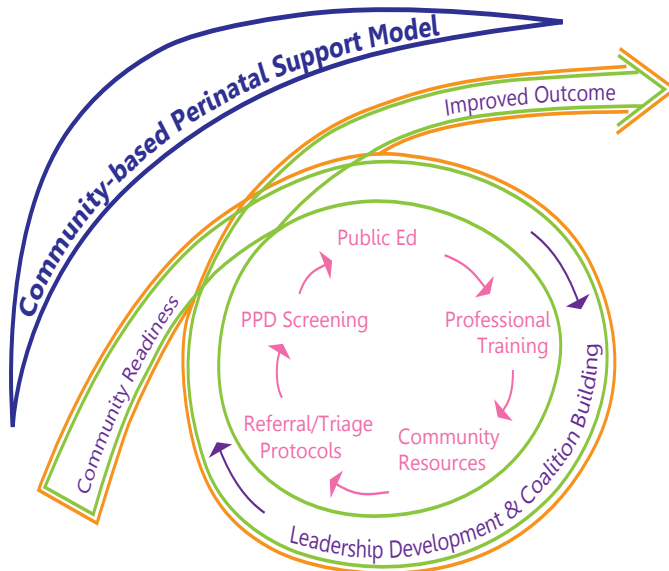 Community-based Perinatal Support Model
Improved Outcome
Community Readiness
Public Ed
PPD Screening
Professional
Training
Referral/Triage
Protocols
Community
Resources
Leadership Development & Coalition Building